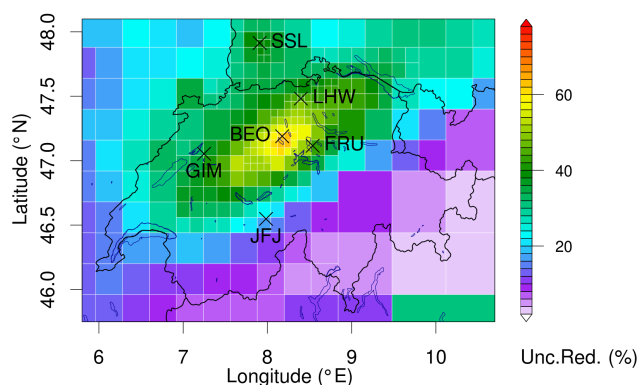 48.0
47.5
47.0
46.5
46.0
Latitude (°N)
SSL
LHW
BEO
FRU
GIM
JFJ
6
7
8
9
10
Longitude (°E)
60
40
20
Unc.Red. (%)